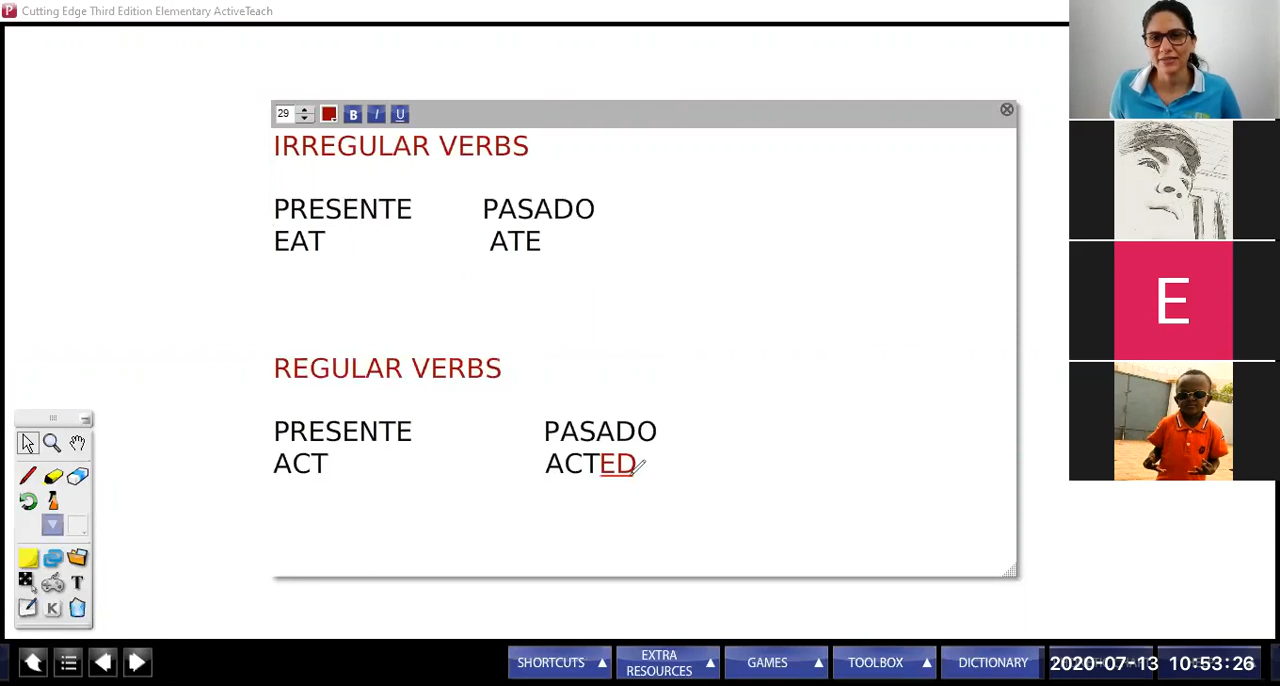 Cutting Edge Third Edition Elementary ActiveTeach
29 B I U
IRREGULAR VERBS
PRESENTE PASADO
EAT ATE
REGULAR VERBS
PRESENTE PASADO
ACT ACTED
E
T
K
SHORTCUTS
EXTRA
RESOURCES
GAMES
TOOLBOX
DICTIONARY
2020-07-13 10:53:26